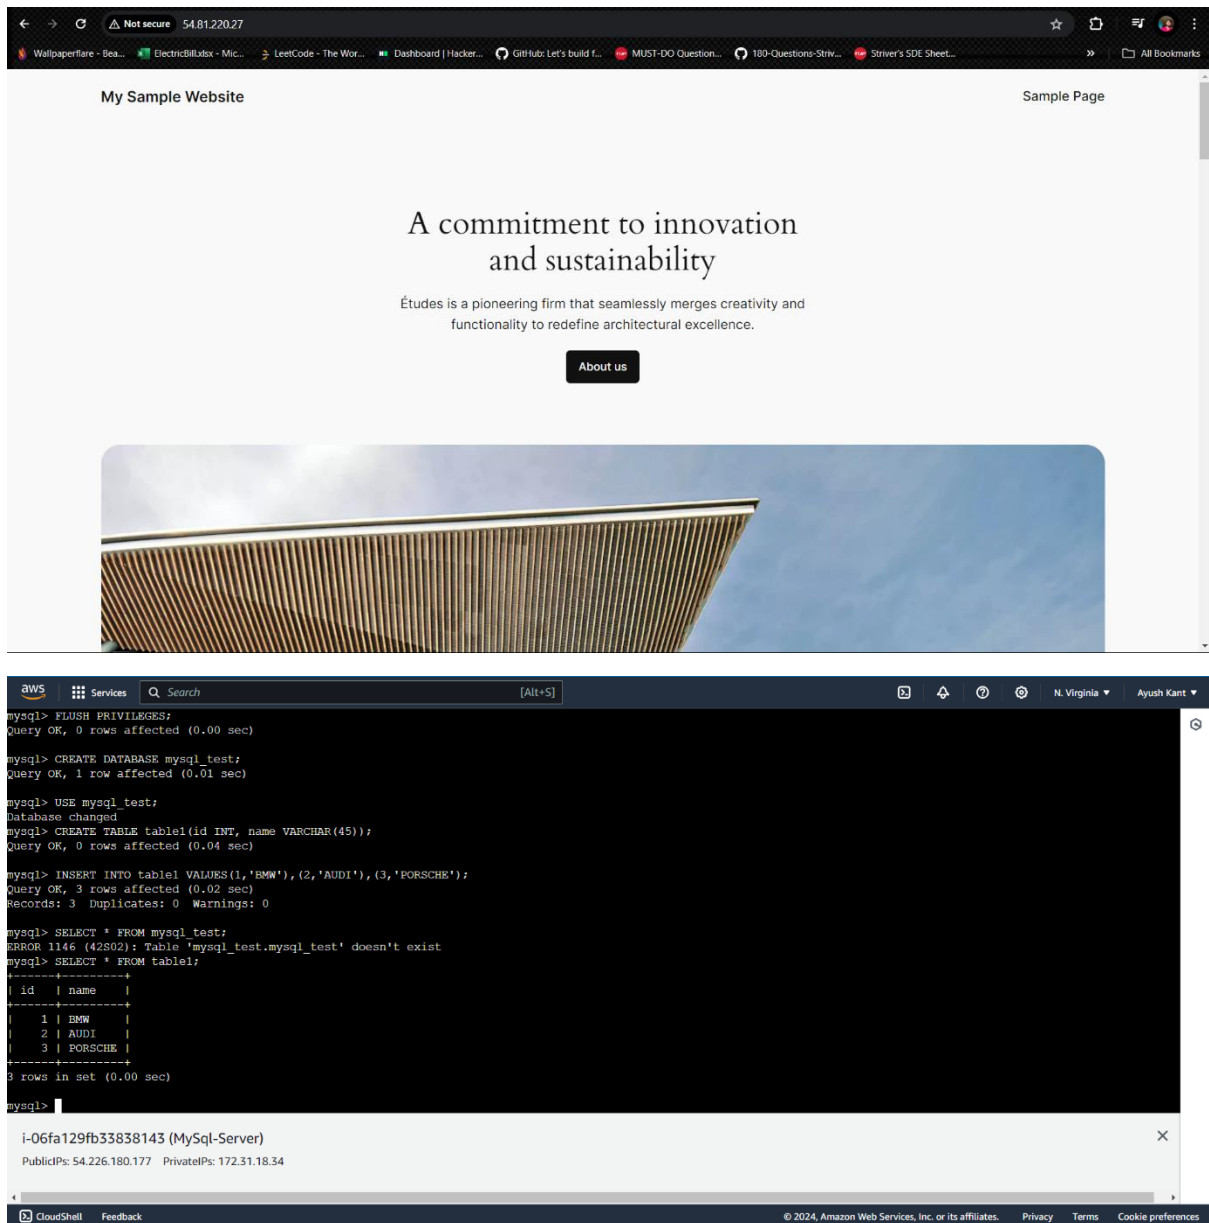 Not secure 54.81.220.27
Wallpaperflare - Bea... ElectricBill.xlsx - Mic... LeetCode - The Wor... Dashboard | Hacker... GitHub: Let's build f... MUST-DO Question... 180-Questions-Striv... Striver's SDE Sheet... » All Bookmarks
My Sample Website Sample Page
A commitment to innovation
and sustainability
Études is a pioneering firm that seamlessly merges creativity and
functionality to redefine architectural excellence.
About us
aws Services Search [Alt+S] N. Virginia Ayush Kant
mysql> FLUSH PRIVILEGES;
Query OK, 0 rows affected (0.00 sec)
mysql> CREATE DATABASE mysql_test;
Query OK, 1 row affected (0.01 sec)
mysql> USE mysql_test;
Database changed
mysql> CREATE TABLE table1(id INT, name VARCHAR(45));
Query OK, 0 rows affected (0.04 sec)
mysql> INSERT INTO table1 VALUES(1,'BMW'),(2,'AUDI'),(3,'PORSCHE');
Query OK, 3 rows affected (0.02 sec)
Records: 3  Duplicates: 0  Warnings: 0
mysql> SELECT * FROM mysql_test;
ERROR 1146 (42S02): Table 'mysql_test.mysql_test' doesn't exist
mysql> SELECT * FROM table1;
+------+---------+
| id   | name    |
+------+---------+
|    1 | BMW     |
|    2 | AUDI    |
|    3 | PORSCHE |
+------+---------+
3 rows in set (0.00 sec)
mysql>
i-06fa129fb33838143 (MySql-Server)
PublicIPs: 54.226.180.177 PrivateIPs: 172.31.18.34
CloudShell Feedback © 2024, Amazon Web Services, Inc. or its affiliates. Privacy Terms Cookie preferences